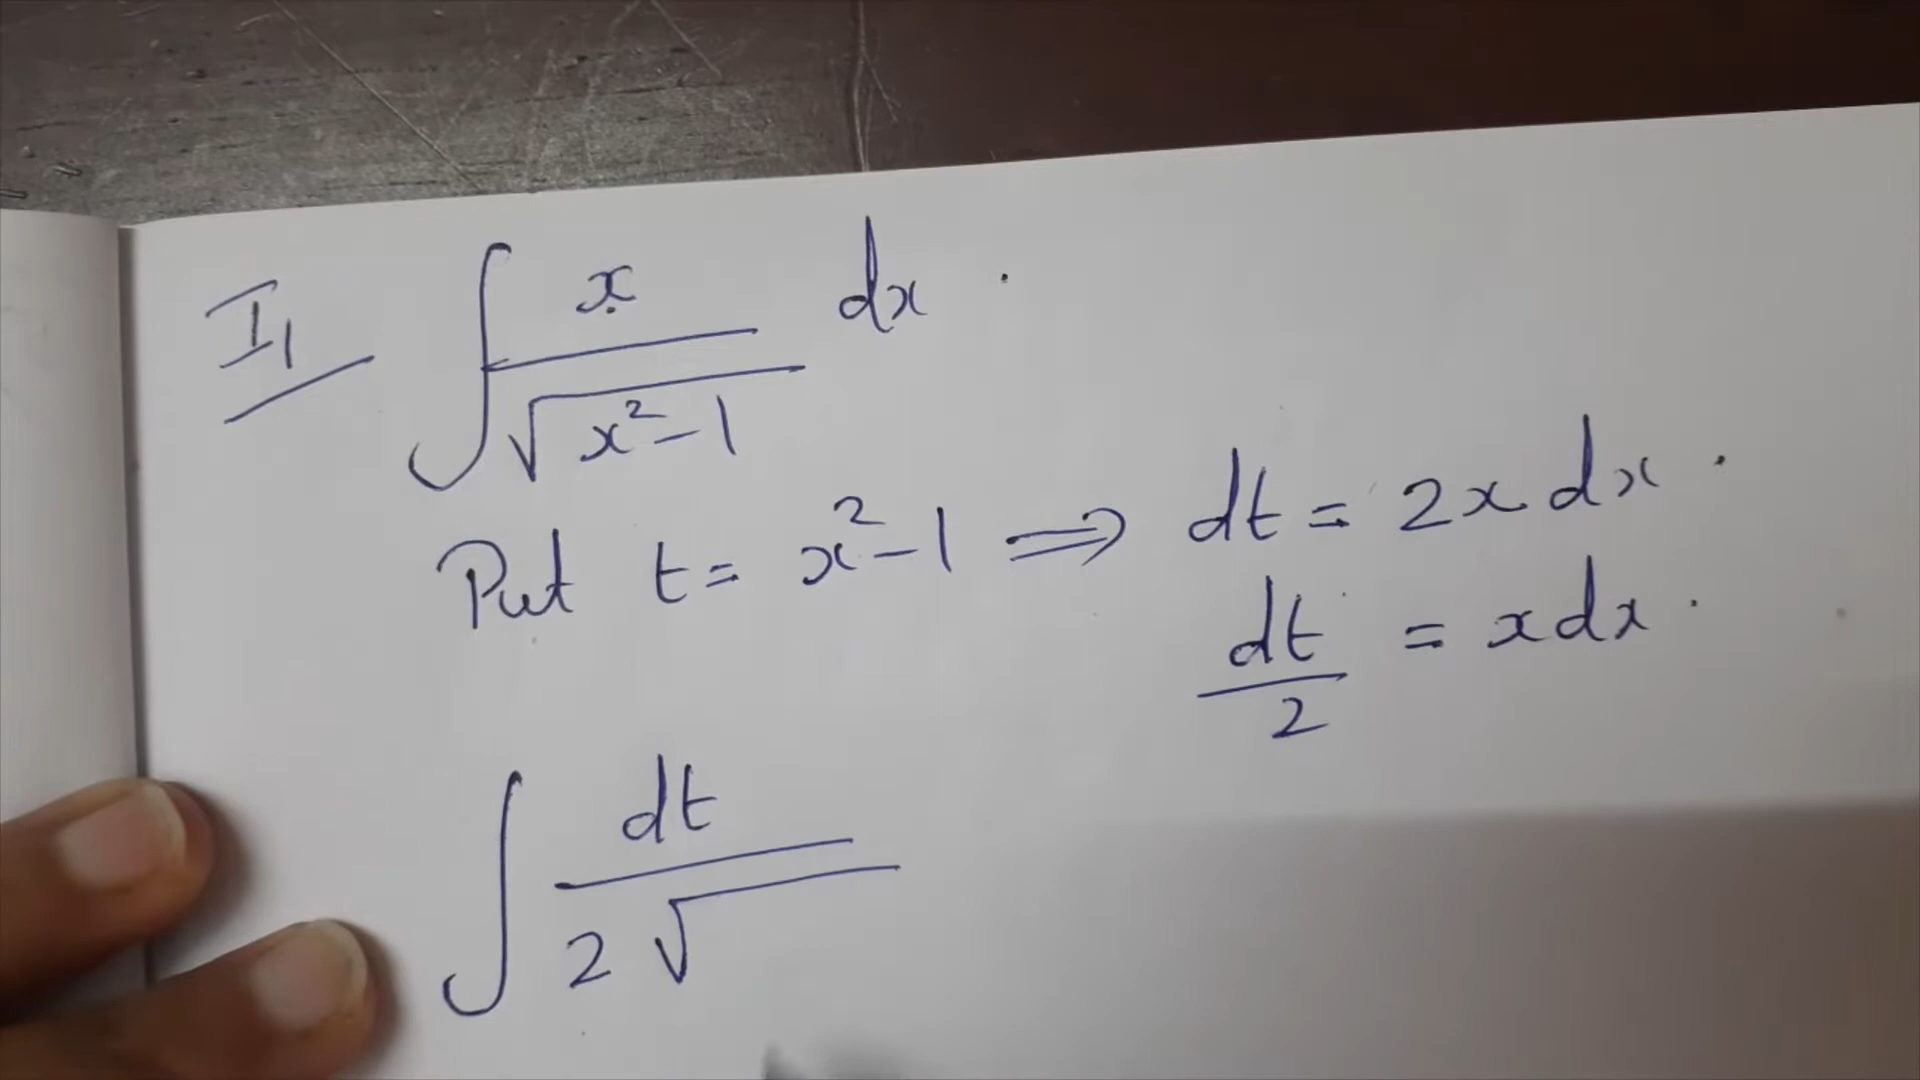 I₁ ∫ x / √(x²-1) dx .
Put t = x²-1 ⟹ dt = 2x dx .
dt/2 = x dx .
∫ dt / 2√